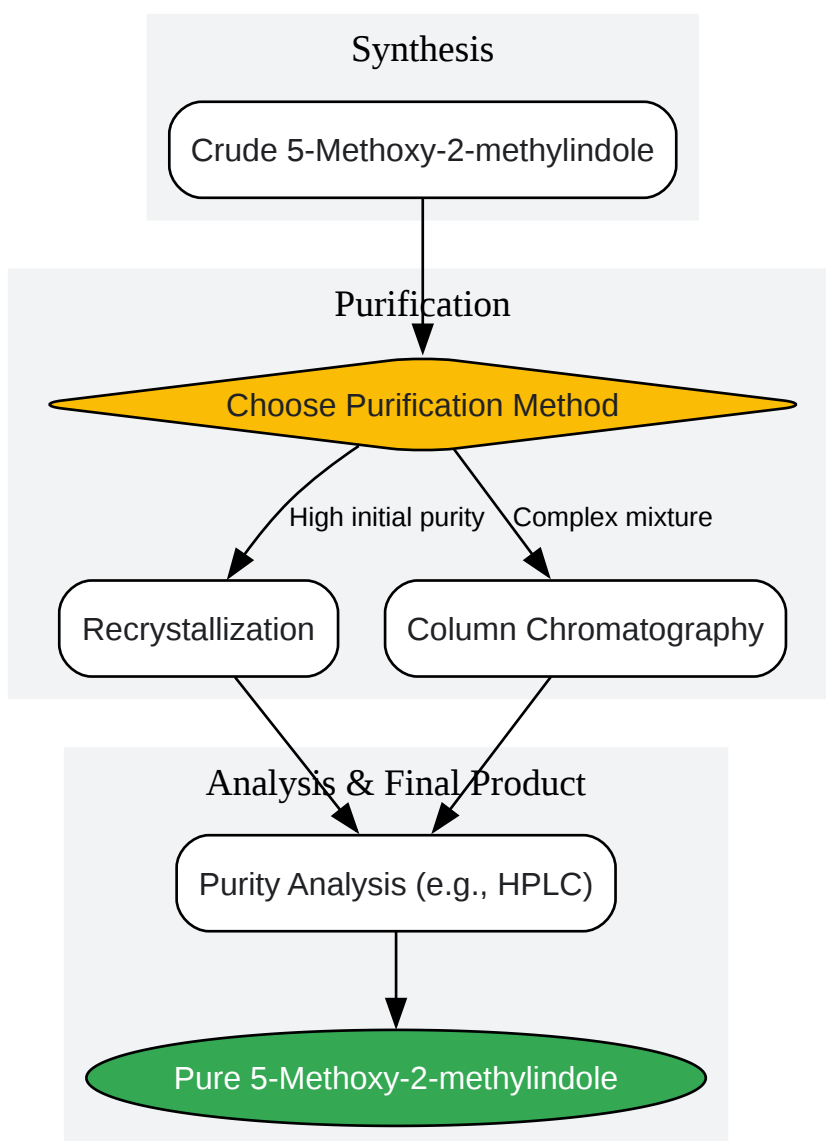 Synthesis
Crude 5-Methoxy-2-methylindole
Purification
Choose Purification Method
High initial purity
Complex mixture
Recrystallization
Column Chromatography
Analysis & Final Product
Purity Analysis (e.g., HPLC)
Pure 5-Methoxy-2-methylindole